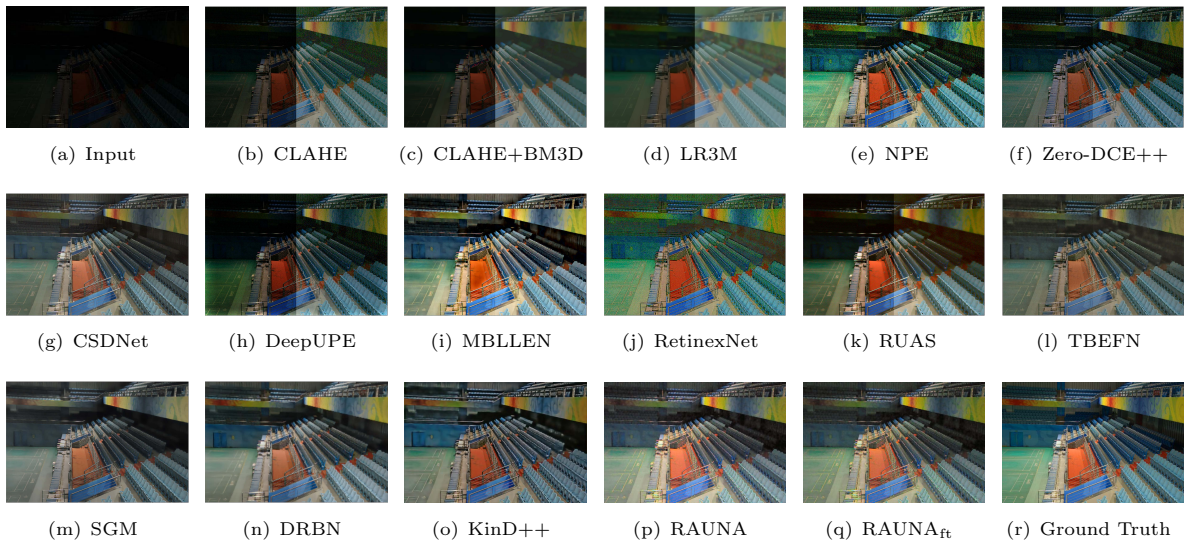 (a) Input (b) CLAHE (c) CLAHE+BM3D (d) LR3M (e) NPE (f) Zero-DCE++
(g) CSDNet (h) DeepUPE (i) MBLLEN (j) RetinexNet (k) RUAS (l) TBEFN
(m) SGM (n) DRBN (o) KinD++ (p) RAUNA (q) RAUNAft (r) Ground Truth